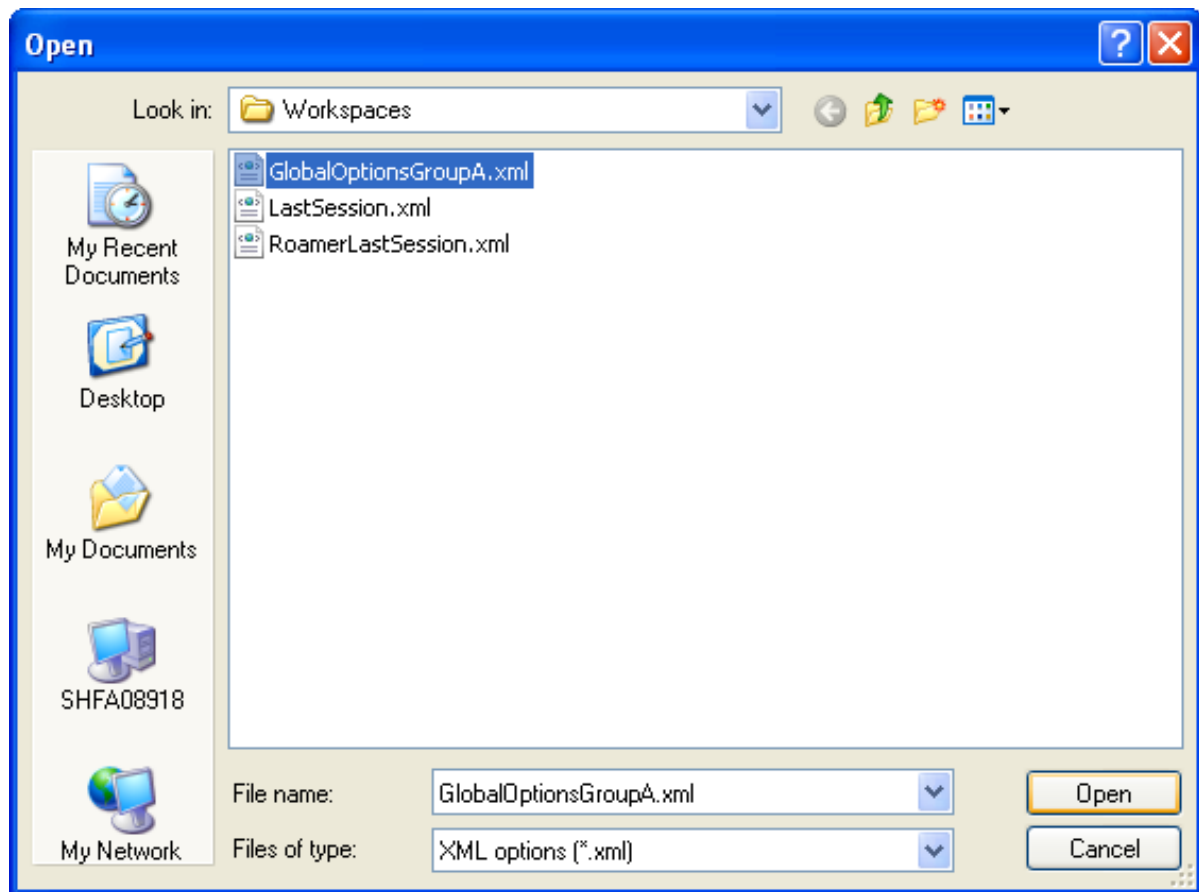 Open
Look in: Workspaces
GlobalOptionsGroupA.xml
LastSession.xml
RoamerLastSession.xml
My Recent
Documents
Desktop
My Documents
SHFA08918
My Network
File name: GlobalOptionsGroupA.xml Open
Files of type: XML options (*.xml) Cancel